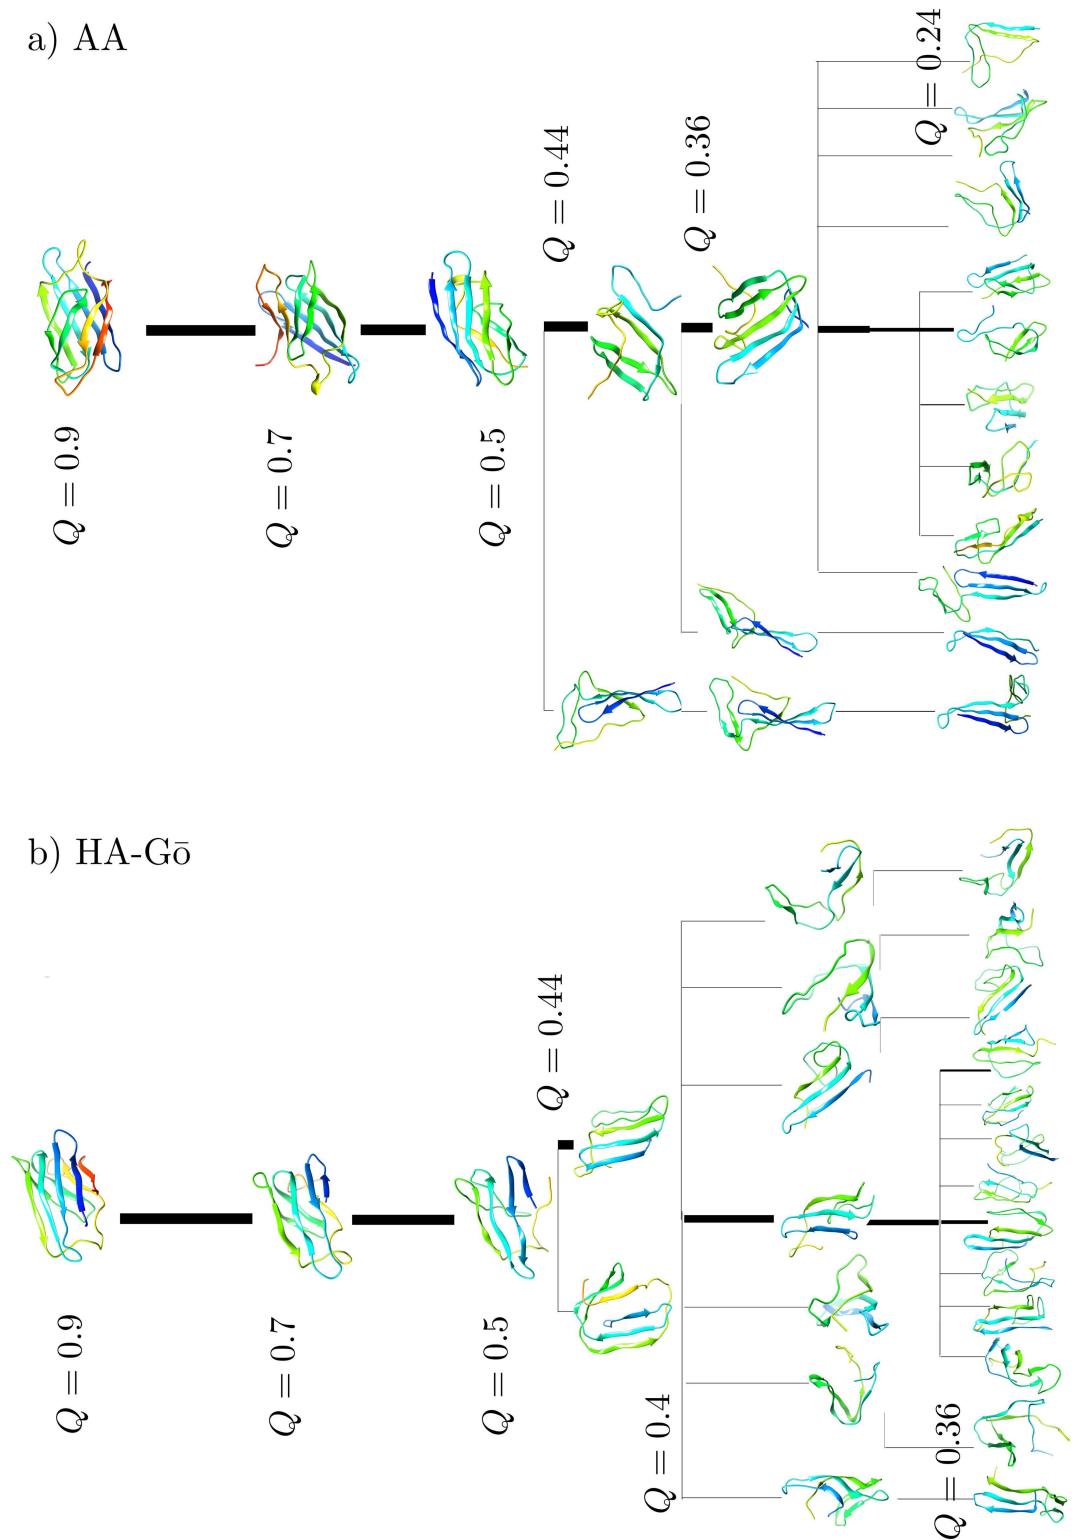 a) AA
Q = 0.9
Q = 0.7
Q = 0.5
Q = 0.44
Q = 0.36
Q = 0.24
b) HA-Gō
Q = 0.9
Q = 0.7
Q = 0.5
Q = 0.44
Q = 0.4
Q = 0.36